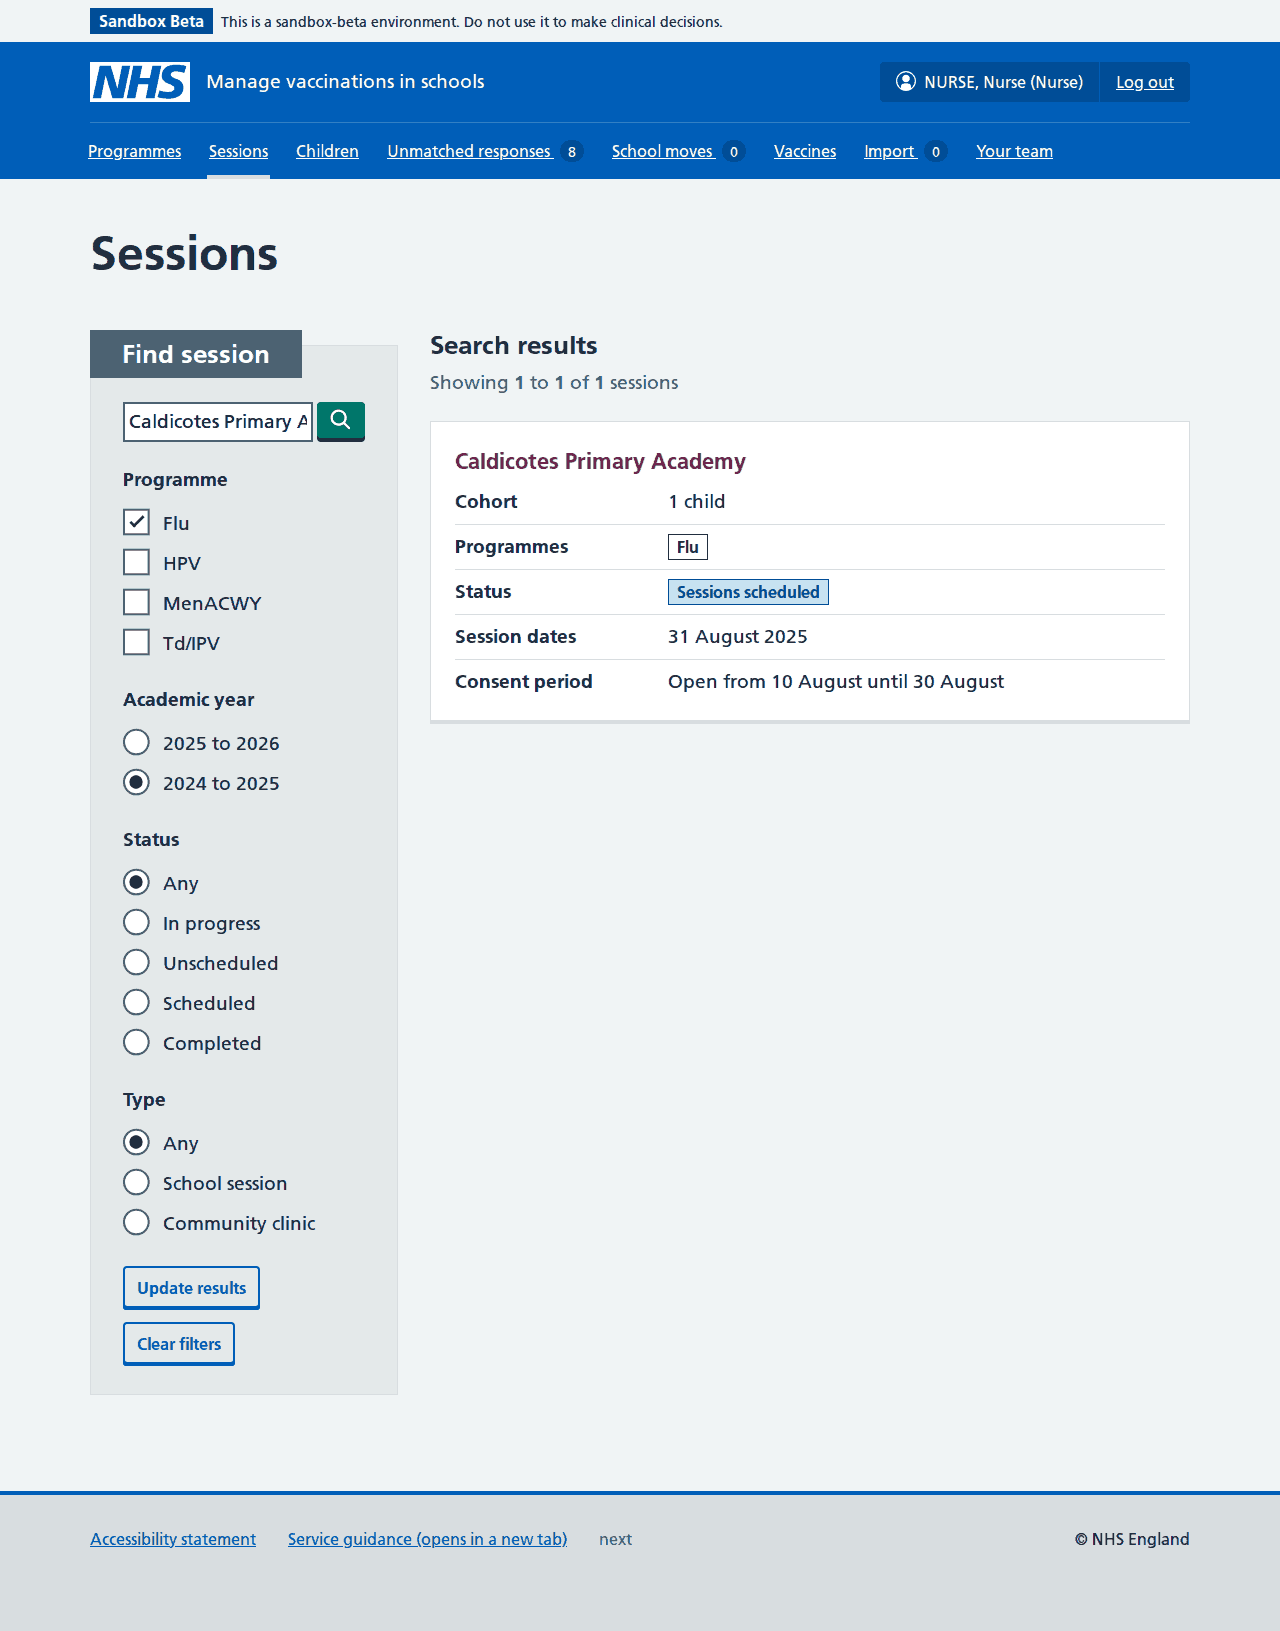 Sandbox Beta This is a sandbox-beta environment. Do not use it to make clinical decisions.
NHS Manage vaccinations in schools NURSE, Nurse (Nurse) Log out
Programmes Sessions Children Unmatched responses 8 School moves 0 Vaccines Import 0 Your team
Sessions
Find session
Caldicotes Primary A
Programme
Flu
HPV
MenACWY
Td/IPV
Academic year
2025 to 2026
2024 to 2025
Status
Any
In progress
Unscheduled
Scheduled
Completed
Type
Any
School session
Community clinic
Update results
Clear filters
Search results
Showing 1 to 1 of 1 sessions
Caldicotes Primary Academy
Cohort 1 child
Programmes Flu
Status Sessions scheduled
Session dates 31 August 2025
Consent period Open from 10 August until 30 August
Accessibility statement Service guidance (opens in a new tab) next © NHS England